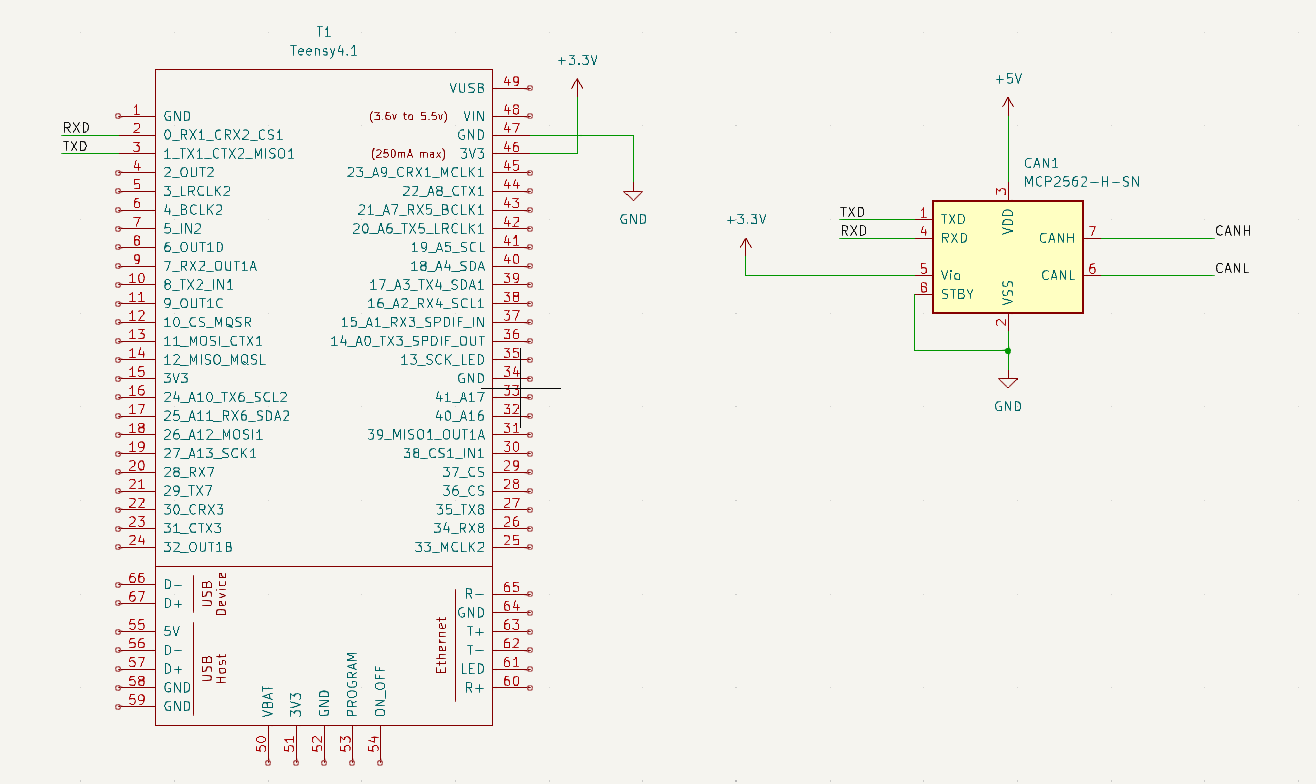 T1
Teensy4.1
+3.3V
VUSB 49
1 GND (3.6v to 5.5v) VIN 48
RXD 2 0_RX1_CRX2_CS1 GND 47
TXD 3 1_TX1_CTX2_MISO1 (250mA max) 3V3 46
4 2_OUT2 23_A9_CRX1_MCLK1 45
5 3_LRCLK2 22_A8_CTX1 44
6 4_BCLK2 21_A7_RX5_BCLK1 43
7 5_IN2 20_A6_TX5_LRCLK1 42
8 6_OUT1D 19_A5_SCL 41
9 7_RX2_OUT1A 18_A4_SDA 40
10 8_TX2_IN1 17_A3_TX4_SDA1 39
11 9_OUT1C 16_A2_RX4_SCL1 38
12 10_CS_MQSR 15_A1_RX3_SPDIF_IN 37
13 11_MOSI_CTX1 14_A0_TX3_SPDIF_OUT 36
14 12_MISO_MQSL 13_SCK_LED 35
15 3V3 GND 34
16 24_A10_TX6_SCL2 41_A17 33
17 25_A11_RX6_SDA2 40_A16 32
18 26_A12_MOSI1 39_MISO1_OUT1A 31
19 27_A13_SCK1 38_CS1_IN1 30
20 28_RX7 37_CS 29
21 29_TX7 36_CS 28
22 30_CRX3 35_TX8 27
23 31_CTX3 34_RX8 26
24 32_OUT1B 33_MCLK2 25
GND
66 D-
67 D+
USB
Device
55 5V
56 D-
57 D+
58 GND
59 GND
USB
Host
Ethernet
R- 65
GND 64
T+ 63
T- 62
LED 61
R+ 60
VBAT 50
3V3 51
GND 52
PROGRAM 53
ON_OFF 54
+5V
CAN1
MCP2562-H-SN
3 VDD
+3.3V
TXD 1 TXD
RXD 4 RXD
CANH 7 CANH
5 Vio
CANL 6 CANL
8 STBY
VSS 2
GND